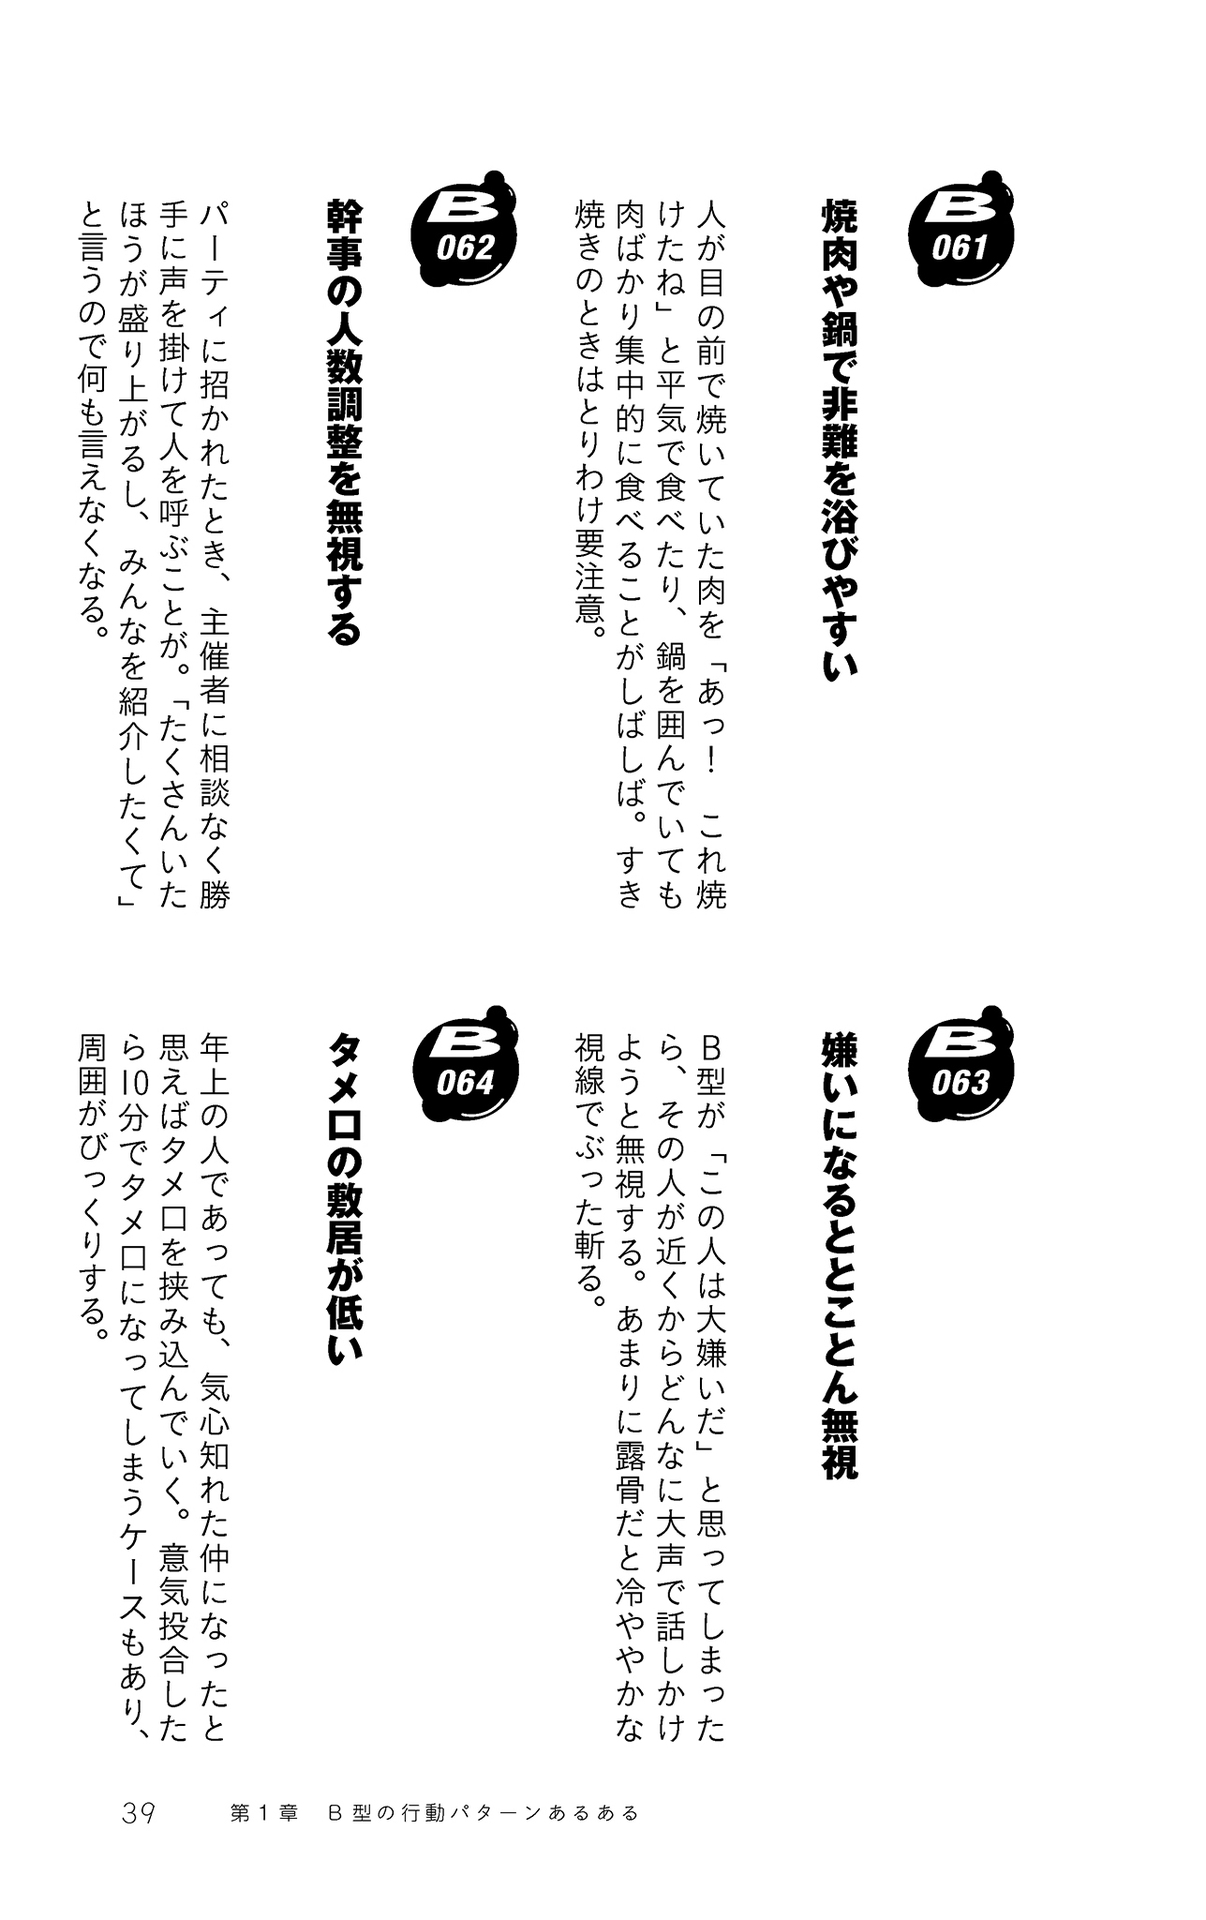 B
061
焼肉や鍋で非難を浴びやすい
人が目の前で焼いていた肉を「あっ！　これ焼
けたね」と平気で食べたり、鍋を囲んでいても
肉ばかり集中的に食べることがしばしば。すき
焼きのときはとりわけ要注意。
B
062
幹事の人数調整を無視する
パーティに招かれたとき、主催者に相談なく勝
手に声を掛けて人を呼ぶことが。「たくさんいた
ほうが盛り上がるし、みんなを紹介したくて」
と言うので何も言えなくなる。
B
063
嫌いになるととことん無視
B型が「この人は大嫌いだ」と思ってしまった
ら、その人が近くからどんなに大声で話しかけ
ようと無視する。あまりに露骨だと冷ややかな
視線でぶった斬る。
B
064
タメ口の敷居が低い
年上の人であっても、気心知れた仲になったと
思えばタメ口を挟み込んでいく。意気投合した
ら10分でタメ口になってしまうケースもあり、
周囲がびっくりする。
39　第1章　B型の行動パターンあるある